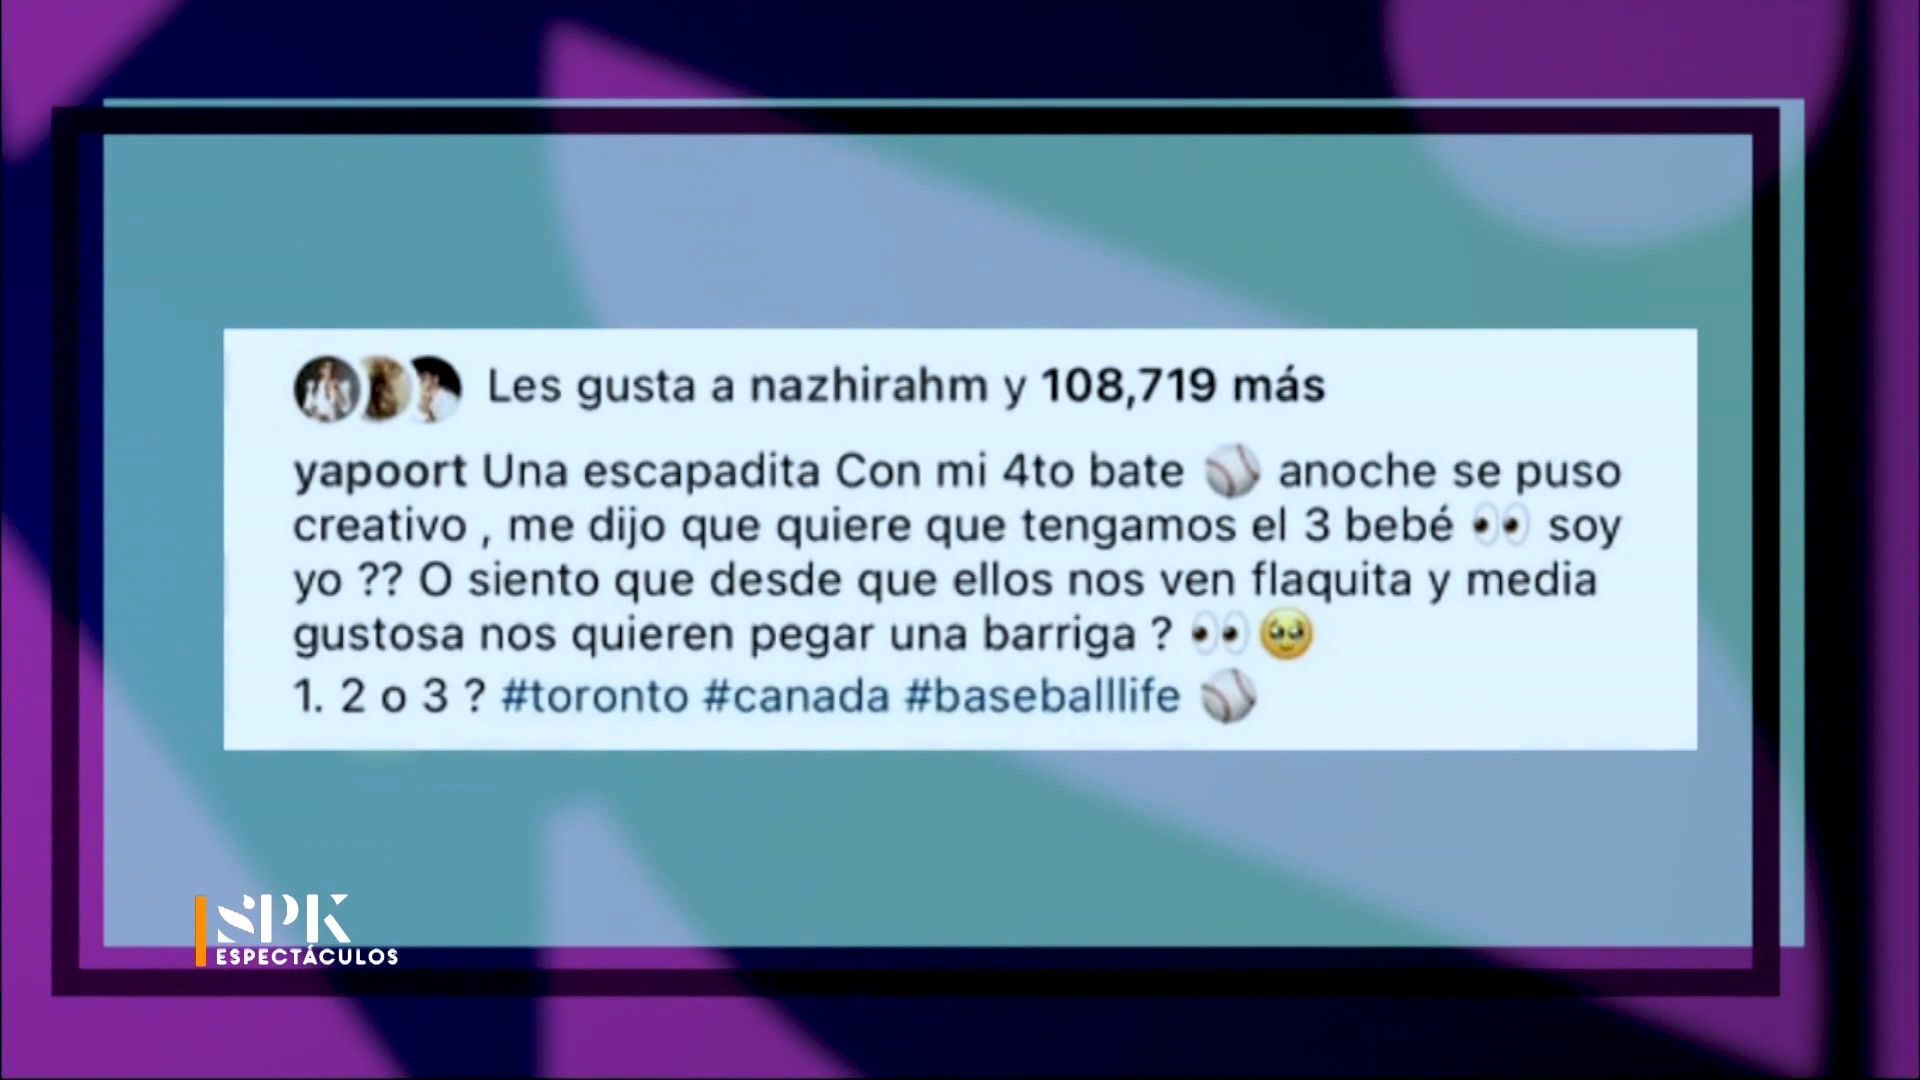 Les gusta a nazhirahm y 108,719 más
yapoort Una escapadita Con mi 4to bate ⚾ anoche se puso
creativo , me dijo que quiere que tengamos el 3 bebé 👀 soy
yo ?? O siento que desde que ellos nos ven flaquita y media
gustosa nos quieren pegar una barriga ? 👀🥹
1. 2 o 3 ? #toronto #canada #baseballlife ⚾
SPK
ESPECTÁCULOS